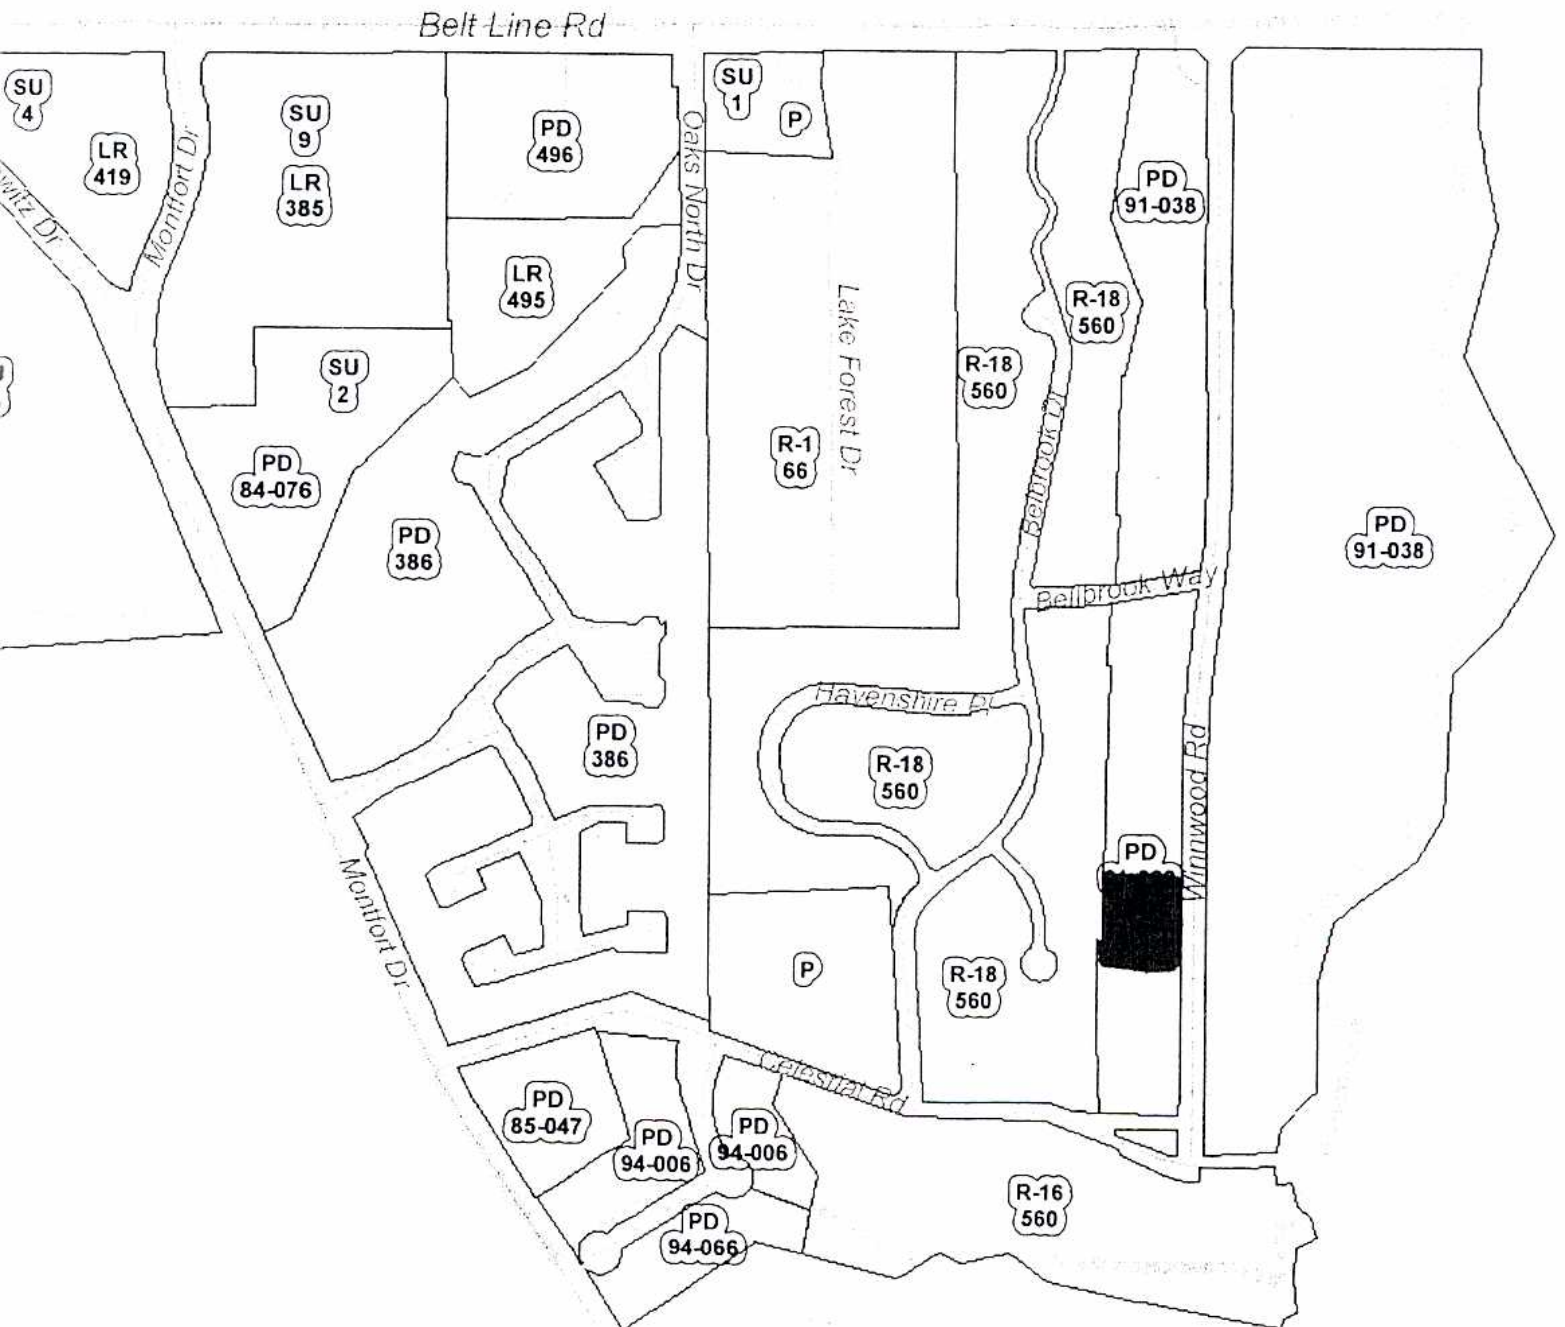 Belt Line Rd
SU
4
LR
419
Montfort Dr
SU
9
LR
385
PD
496
Oaks North Dr
SU
1
P
PD
91-038
LR
495
R-18
560
Lake Forest Dr
R-18
560
SU
2
Belbrook Dr
R-1
66
PD
84-076
PD
386
PD
91-038
Bellbrook Way
Havenshire Pl
PD
386
R-18
560
Winnwood Rd
PD
Montfort Dr
P
R-18
560
Celestial Rd
PD
85-047
PD
94-006
PD
94-006
R-16
560
PD
94-066